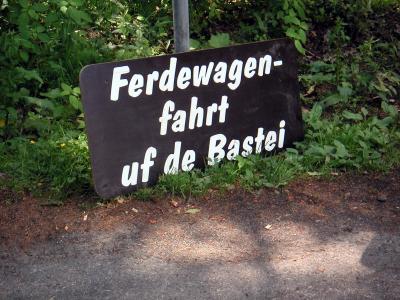 Ferdewagen-
fahrt
uf de Bastei